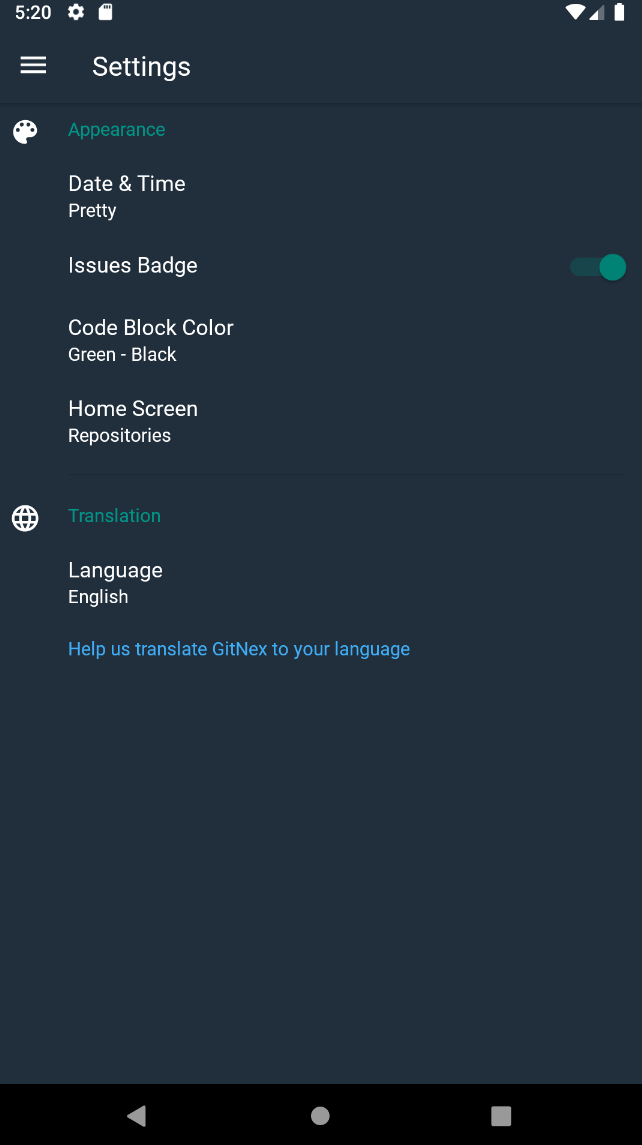 5:20
Settings
Appearance
Date & Time
Pretty
Issues Badge
Code Block Color
Green - Black
Home Screen
Repositories
Translation
Language
English
Help us translate GitNex to your language